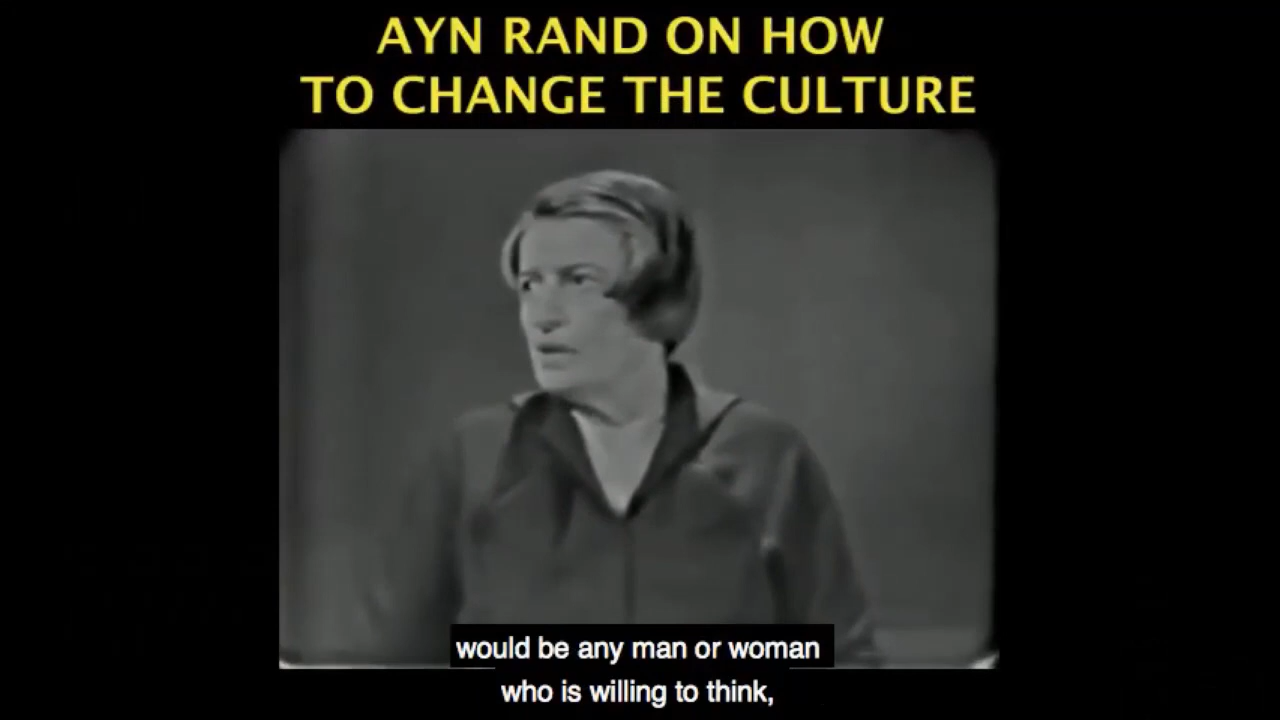 AYN RAND ON HOW
TO CHANGE THE CULTURE
would be any man or woman
who is willing to think,